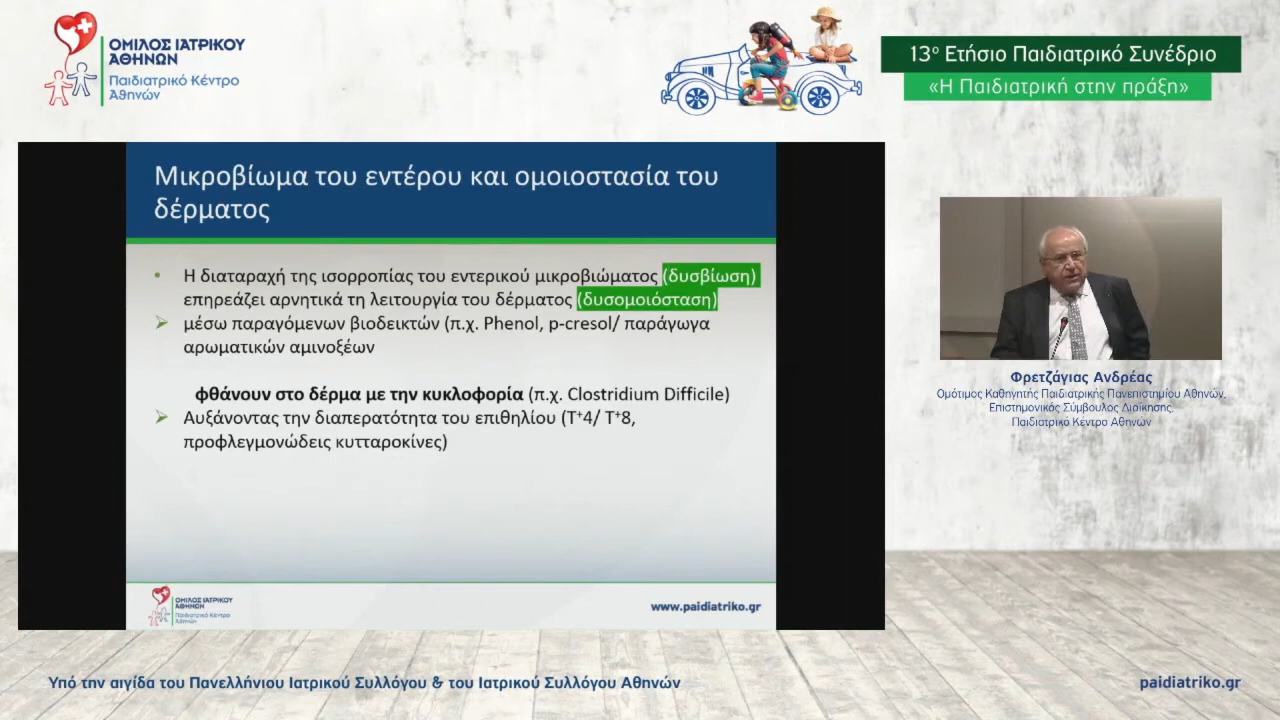 ΟΜΙΛΟΣ ΙΑΤΡΙΚΟΥ
ΑΘΗΝΩΝ
Παιδιατρικό Κέντρο
Αθηνών
13ο Ετήσιο Παιδιατρικό Συνέδριο
«Η Παιδιατρική στην πράξη»
Μικροβίωμα του εντέρου και ομοιοστασία του
δέρματος
• Η διαταραχή της ισορροπίας του εντερικού μικροβιώματος (δυσβίωση)
επηρεάζει αρνητικά τη λειτουργία του δέρματος (δυσομοιόσταση)
➢ μέσω παραγόμενων βιοδεικτών (π.χ. Phenol, p-cresol/ παράγωγα
αρωματικών αμινοξέων
φθάνουν στο δέρμα με την κυκλοφορία (π.χ. Clostridium Difficile)
➢ Αυξάνοντας την διαπερατότητα του επιθηλίου (T⁺4/ T⁺8,
προφλεγμονώδεις κυτταροκίνες)
ΟΜΙΛΟΣ ΙΑΤΡΙΚΟΥ
ΑΘΗΝΩΝ
Παιδιατρικό Κέντρο
Αθηνών
www.paidiatriko.gr
Φρετζάγιας Ανδρέας
Ομότιμος Καθηγητής Παιδιατρικής Πανεπιστημίου Αθηνών,
Επιστημονικός Σύμβουλος Διοίκησης,
Παιδιατρικό Κέντρο Αθηνών
Υπό την αιγίδα του Πανελλήνιου Ιατρικού Συλλόγου & του Ιατρικού Συλλόγου Αθηνών
paidiatriko.gr